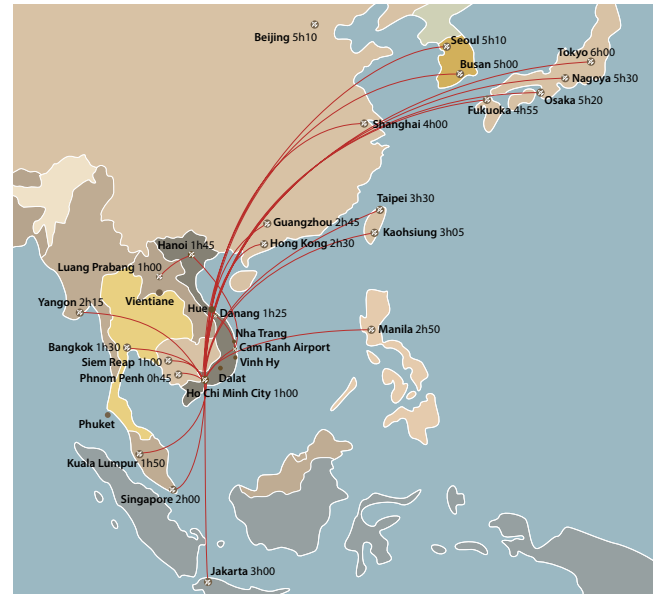 Beijing 5h10
Seoul 5h10
Busan 5h00
Tokyo 6h00
Nagoya 5h30
Osaka 5h20
Fukuoka 4h55
Shanghai 4h00
Taipei 3h30
Kaohsiung 3h05
Guangzhou 2h45
Hong Kong 2h30
Hanoi 1h45
Luang Prabang 1h00
Vientiane
Yangon 2h15
Hue
Danang 1h25
Nha Trang
Cam Ranh Airport
Vinh Hy
Manila 2h50
Bangkok 1h30
Siem Reap 1h00
Phnom Penh 0h45
Dalat
Ho Chi Minh City 1h00
Phuket
Kuala Lumpur 1h50
Singapore 2h00
Jakarta 3h00